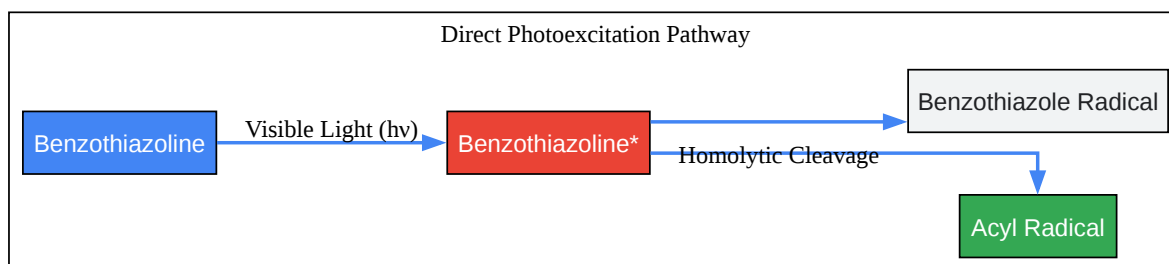 Direct Photoexcitation Pathway
Benzothiazoline
Visible Light (hν)
Benzothiazoline*
Homolytic Cleavage
Benzothiazole Radical
Acyl Radical